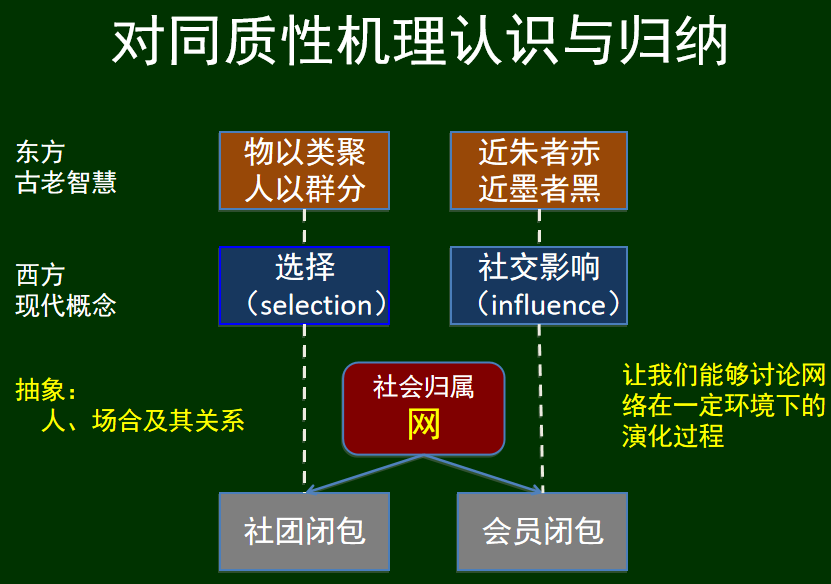 对同质性机理认识与归纳
东方
古老智慧
物以类聚
人以群分
近朱者赤
近墨者黑
西方
现代概念
选择
（selection）
社交影响
（influence）
抽象：
人、场合及其关系
社会归属
网
让我们能够讨论网
络在一定环境下的
演化过程
社团闭包
会员闭包